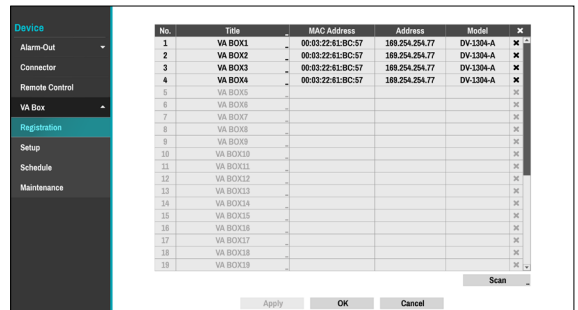 Device
Alarm-Out
Connector
Remote Control
VA Box
Registration
Setup
Schedule
Maintenance
No. Title MAC Address Address Model ×
1 VA BOX1 00:03:22:61:BC:57 169.254.254.77 DV-1304-A ×
2 VA BOX2 00:03:22:61:BC:57 169.254.254.77 DV-1304-A ×
3 VA BOX3 00:03:22:61:BC:57 169.254.254.77 DV-1304-A ×
4 VA BOX4 00:03:22:61:BC:57 169.254.254.77 DV-1304-A ×
5 VA BOX5 ×
6 VA BOX6 ×
7 VA BOX7 ×
8 VA BOX8 ×
9 VA BOX9 ×
10 VA BOX10 ×
11 VA BOX11 ×
12 VA BOX12 ×
13 VA BOX13 ×
14 VA BOX14 ×
15 VA BOX15 ×
16 VA BOX16 ×
17 VA BOX17 ×
18 VA BOX18 ×
19 VA BOX19 ×
Scan
Apply OK Cancel